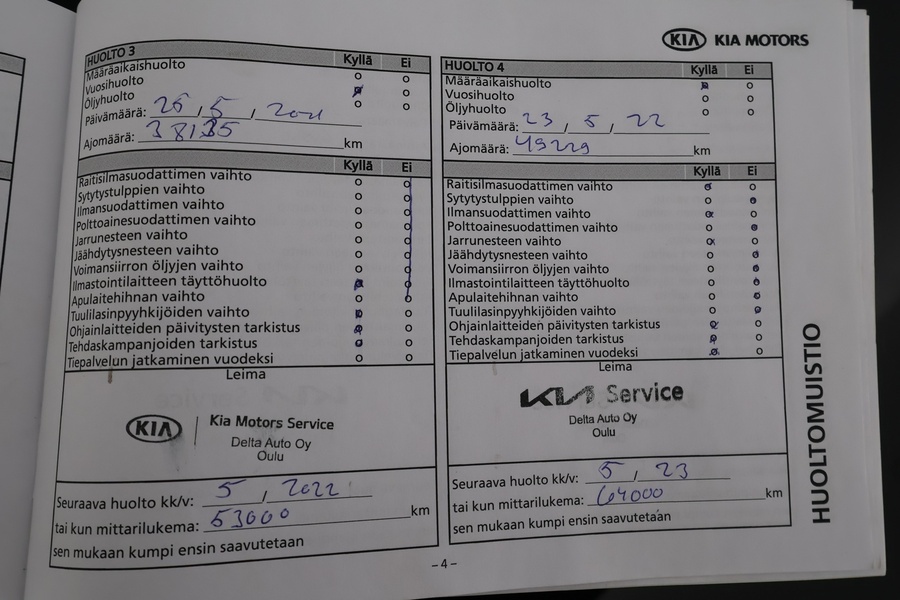 KIA KIA MOTORS
HUOLTO 3 Kyllä Ei
Määräaikaishuolto o o
Vuosihuolto o
Öljyhuolto o o
Päivämäärä: 26, 5, 2021
Ajomäärä: km
Kyllä Ei
Raitisilmasuodattimen vaihto o o
Sytytystulppien vaihto o o
Ilmansuodattimen vaihto o o
Polttoainesuodattimen vaihto o o
Jarrunesteen vaihto o o
Jäähdytysnesteen vaihto o o
Voimansiirron öljyjen vaihto o o
Ilmastointilaitteen täyttöhuolto o o
Apulaitehihnan vaihto o o
Tuulilasinpyyhkijöiden vaihto o o
Ohjainlaitteiden päivitysten tarkistus o o
Tehdaskampanjoiden tarkistus o o
Tiepalvelun jatkaminen vuodeksi o o
Leima
KIA Kia Motors Service
Delta Auto Oy
Oulu
Seuraava huolto kk/v: 5, 2022
tai kun mittarilukema: 53000 km
sen mukaan kumpi ensin saavutetaan
HUOLTO 4 Kyllä Ei
Määräaikaishuolto o o
Vuosihuolto o o
Öljyhuolto o o
Päivämäärä: 23, 5, 22
Ajomäärä: 49229 km
Kyllä Ei
Raitisilmasuodattimen vaihto o o
Sytytystulppien vaihto o o
Ilmansuodattimen vaihto o o
Polttoainesuodattimen vaihto o o
Jarrunesteen vaihto o o
Jäähdytysnesteen vaihto o o
Voimansiirron öljyjen vaihto o o
Ilmastointilaitteen täyttöhuolto o o
Apulaitehihnan vaihto o o
Tuulilasinpyyhkijöiden vaihto o o
Ohjainlaitteiden päivitysten tarkistus o o
Tehdaskampanjoiden tarkistus o o
Tiepalvelun jatkaminen vuodeksi o o
Leima
KIA Service
Delta Auto Oy
Oulu
Seuraava huolto kk/v: 5, 23
tai kun mittarilukema: 64000 km
sen mukaan kumpi ensin saavutetaan
HUOLTOMUISTIO
– 4 –